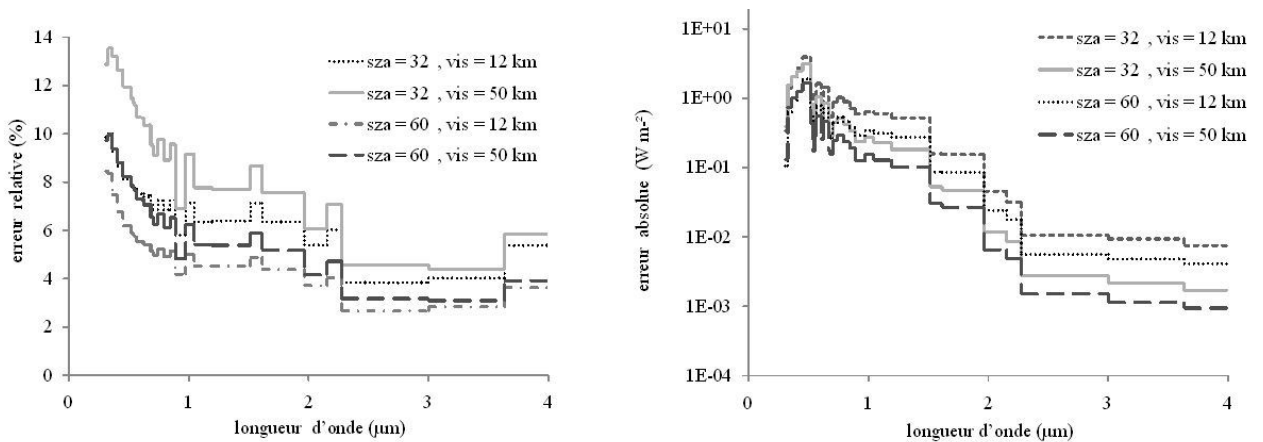 14
12
10
8
6
4
2
0
erreur relative (%)
sza = 32 , vis = 12 km
sza = 32 , vis = 50 km
sza = 60 , vis = 12 km
sza = 60 , vis = 50 km
0 1 2 3 4
longueur d'onde (μm)
1E+01
1E+00
1E-01
1E-02
1E-03
1E-04
erreur absolue (W m-2)
sza = 32 , vis = 12 km
sza = 32 , vis = 50 km
sza = 60 , vis = 12 km
sza = 60 , vis = 50 km
0 1 2 3 4
longueur d'onde (μm)